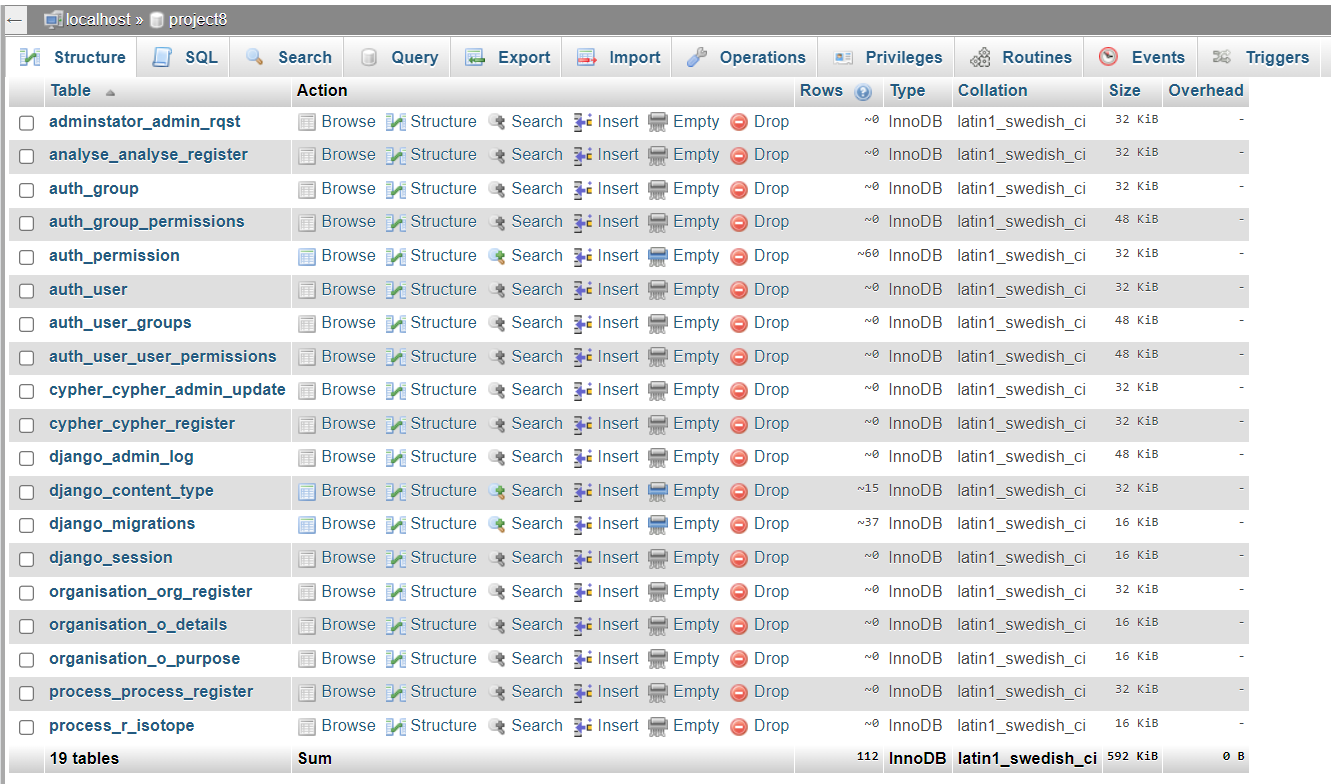 ← localhost » project8
Structure SQL Search Query Export Import Operations Privileges Routines Events Triggers
Table Action Rows Type Collation Size Overhead
adminstator_admin_rqst Browse Structure Search Insert Empty Drop ~0 InnoDB latin1_swedish_ci 32 KiB -
analyse_analyse_register Browse Structure Search Insert Empty Drop ~0 InnoDB latin1_swedish_ci 32 KiB -
auth_group Browse Structure Search Insert Empty Drop ~0 InnoDB latin1_swedish_ci 32 KiB -
auth_group_permissions Browse Structure Search Insert Empty Drop ~0 InnoDB latin1_swedish_ci 48 KiB -
auth_permission Browse Structure Search Insert Empty Drop ~60 InnoDB latin1_swedish_ci 32 KiB -
auth_user Browse Structure Search Insert Empty Drop ~0 InnoDB latin1_swedish_ci 32 KiB -
auth_user_groups Browse Structure Search Insert Empty Drop ~0 InnoDB latin1_swedish_ci 48 KiB -
auth_user_user_permissions Browse Structure Search Insert Empty Drop ~0 InnoDB latin1_swedish_ci 48 KiB -
cypher_cypher_admin_update Browse Structure Search Insert Empty Drop ~0 InnoDB latin1_swedish_ci 32 KiB -
cypher_cypher_register Browse Structure Search Insert Empty Drop ~0 InnoDB latin1_swedish_ci 32 KiB -
django_admin_log Browse Structure Search Insert Empty Drop ~0 InnoDB latin1_swedish_ci 48 KiB -
django_content_type Browse Structure Search Insert Empty Drop ~15 InnoDB latin1_swedish_ci 32 KiB -
django_migrations Browse Structure Search Insert Empty Drop ~37 InnoDB latin1_swedish_ci 16 KiB -
django_session Browse Structure Search Insert Empty Drop ~0 InnoDB latin1_swedish_ci 16 KiB -
organisation_org_register Browse Structure Search Insert Empty Drop ~0 InnoDB latin1_swedish_ci 32 KiB -
organisation_o_details Browse Structure Search Insert Empty Drop ~0 InnoDB latin1_swedish_ci 16 KiB -
organisation_o_purpose Browse Structure Search Insert Empty Drop ~0 InnoDB latin1_swedish_ci 16 KiB -
process_process_register Browse Structure Search Insert Empty Drop ~0 InnoDB latin1_swedish_ci 32 KiB -
process_r_isotope Browse Structure Search Insert Empty Drop ~0 InnoDB latin1_swedish_ci 16 KiB -
19 tables Sum 112 InnoDB latin1_swedish_ci 592 KiB 0 B